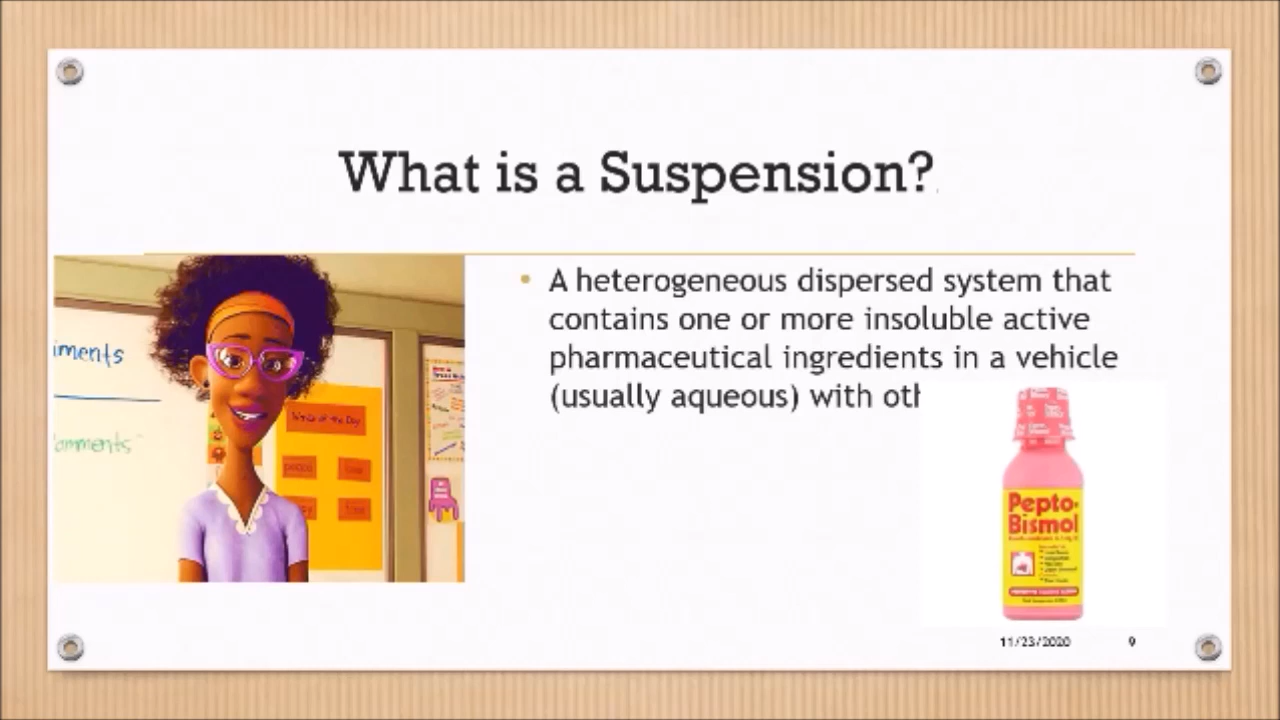 What is a Suspension?
• A heterogeneous dispersed system that
contains one or more insoluble active
pharmaceutical ingredients in a vehicle
(usually aqueous) with oth
iments
omments
Words of the Day
Pepto-
Bismol
11/23/2020
9